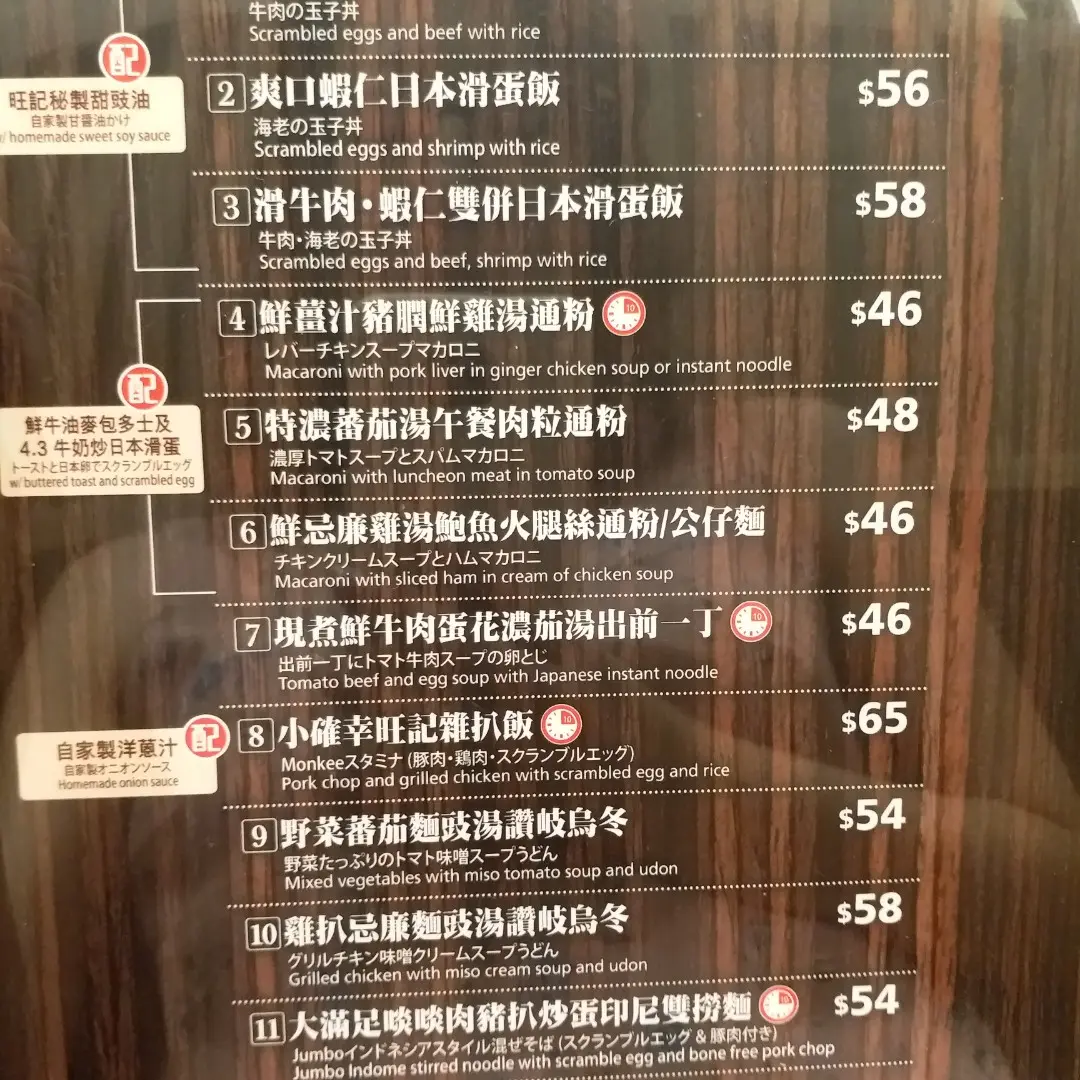 牛肉の玉子丼
Scrambled eggs and beef with rice
配
旺記秘製甜豉油
自家製甘醤油かけ
w/ homemade sweet soy sauce
2 爽口蝦仁日本滑蛋飯 $56
海老の玉子丼
Scrambled eggs and shrimp with rice
3 滑牛肉・蝦仁雙併日本滑蛋飯 $58
牛肉・海老の玉子丼
Scrambled eggs and beef, shrimp with rice
4 鮮薑汁豬膶鮮雞湯通粉 10 $46
レバーチキンスープマカロニ
Macaroni with pork liver in ginger chicken soup or instant noodle
配
鮮牛油麥包多士及
4.3 牛奶炒日本滑蛋
トーストと日本卵でスクランブルエッグ
w/ buttered toast and scrambled egg
5 特濃蕃茄湯午餐肉粒通粉 $48
濃厚トマトスープとスパムマカロニ
Macaroni with luncheon meat in tomato soup
6 鮮忌廉雞湯鮑魚火腿絲通粉/公仔麵 $46
チキンクリームスープとハムマカロニ
Macaroni with sliced ham in cream of chicken soup
7 現煮鮮牛肉蛋花濃茄湯出前一丁 10 $46
出前一丁にトマト牛肉スープの卵とじ
Tomato beef and egg soup with Japanese instant noodle
配
自家製洋蔥汁
自家製オニオンソース
Homemade onion sauce
8 小確幸旺記雜扒飯 10 $65
Monkeeスタミナ (豚肉・鶏肉・スクランブルエッグ)
Pork chop and grilled chicken with scrambled egg and rice
9 野菜蕃茄麵豉湯讚岐烏冬 $54
野菜たっぷりのトマト味噌スープうどん
Mixed vegetables with miso tomato soup and udon
10 雞扒忌廉麵豉湯讚岐烏冬 $58
グリルチキン味噌クリームスープうどん
Grilled chicken with miso cream soup and udon
11 大滿足啖啖肉豬扒炒蛋印尼雙撈麵 10 $54
Jumboインドネシアスタイル混ぜそば (スクランブルエッグ & 豚肉付き)
Jumbo Indome stirred noodle with scramble egg and bone free pork chop